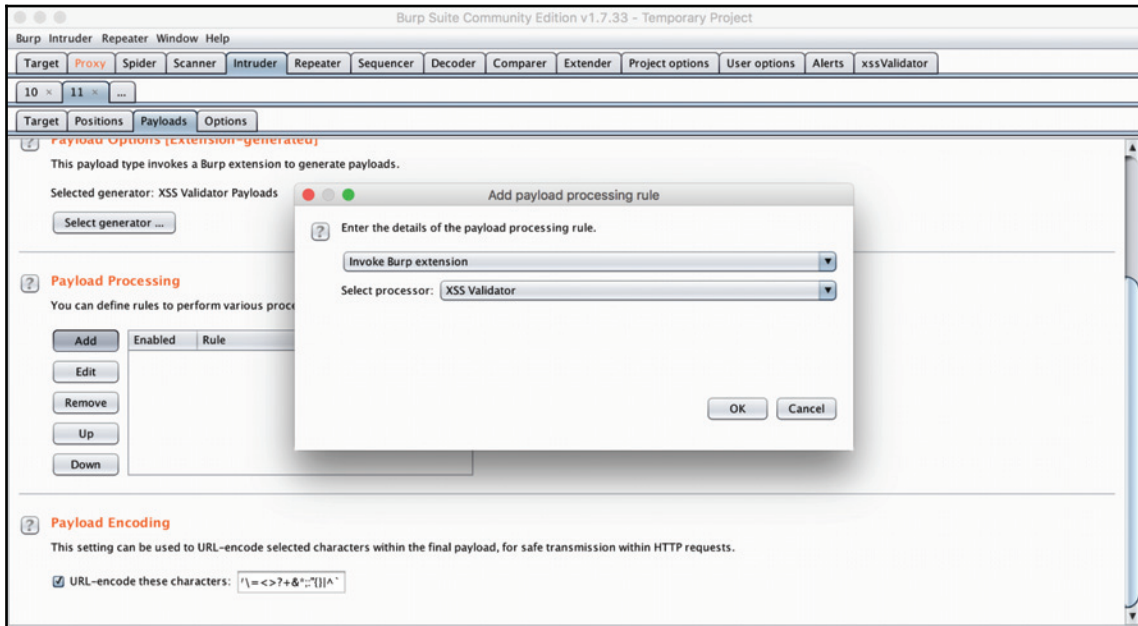 Burp Suite Community Edition v1.7.33 - Temporary Project
Burp Intruder Repeater Window Help
Target Proxy Spider Scanner Intruder Repeater Sequencer Decoder Comparer Extender Project options User options Alerts xssValidator
10 × 11 × ...
Target Positions Payloads Options
? Payload Options [Extension-generated]
This payload type invokes a Burp extension to generate payloads.
Selected generator: XSS Validator Payloads
Select generator ...
Add payload processing rule
? Enter the details of the payload processing rule.
Invoke Burp extension
Select processor: XSS Validator
OK Cancel
? Payload Processing
You can define rules to perform various proce
Add Enabled Rule
Edit
Remove
Up
Down
? Payload Encoding
This setting can be used to URL-encode selected characters within the final payload, for safe transmission within HTTP requests.
URL-encode these characters: